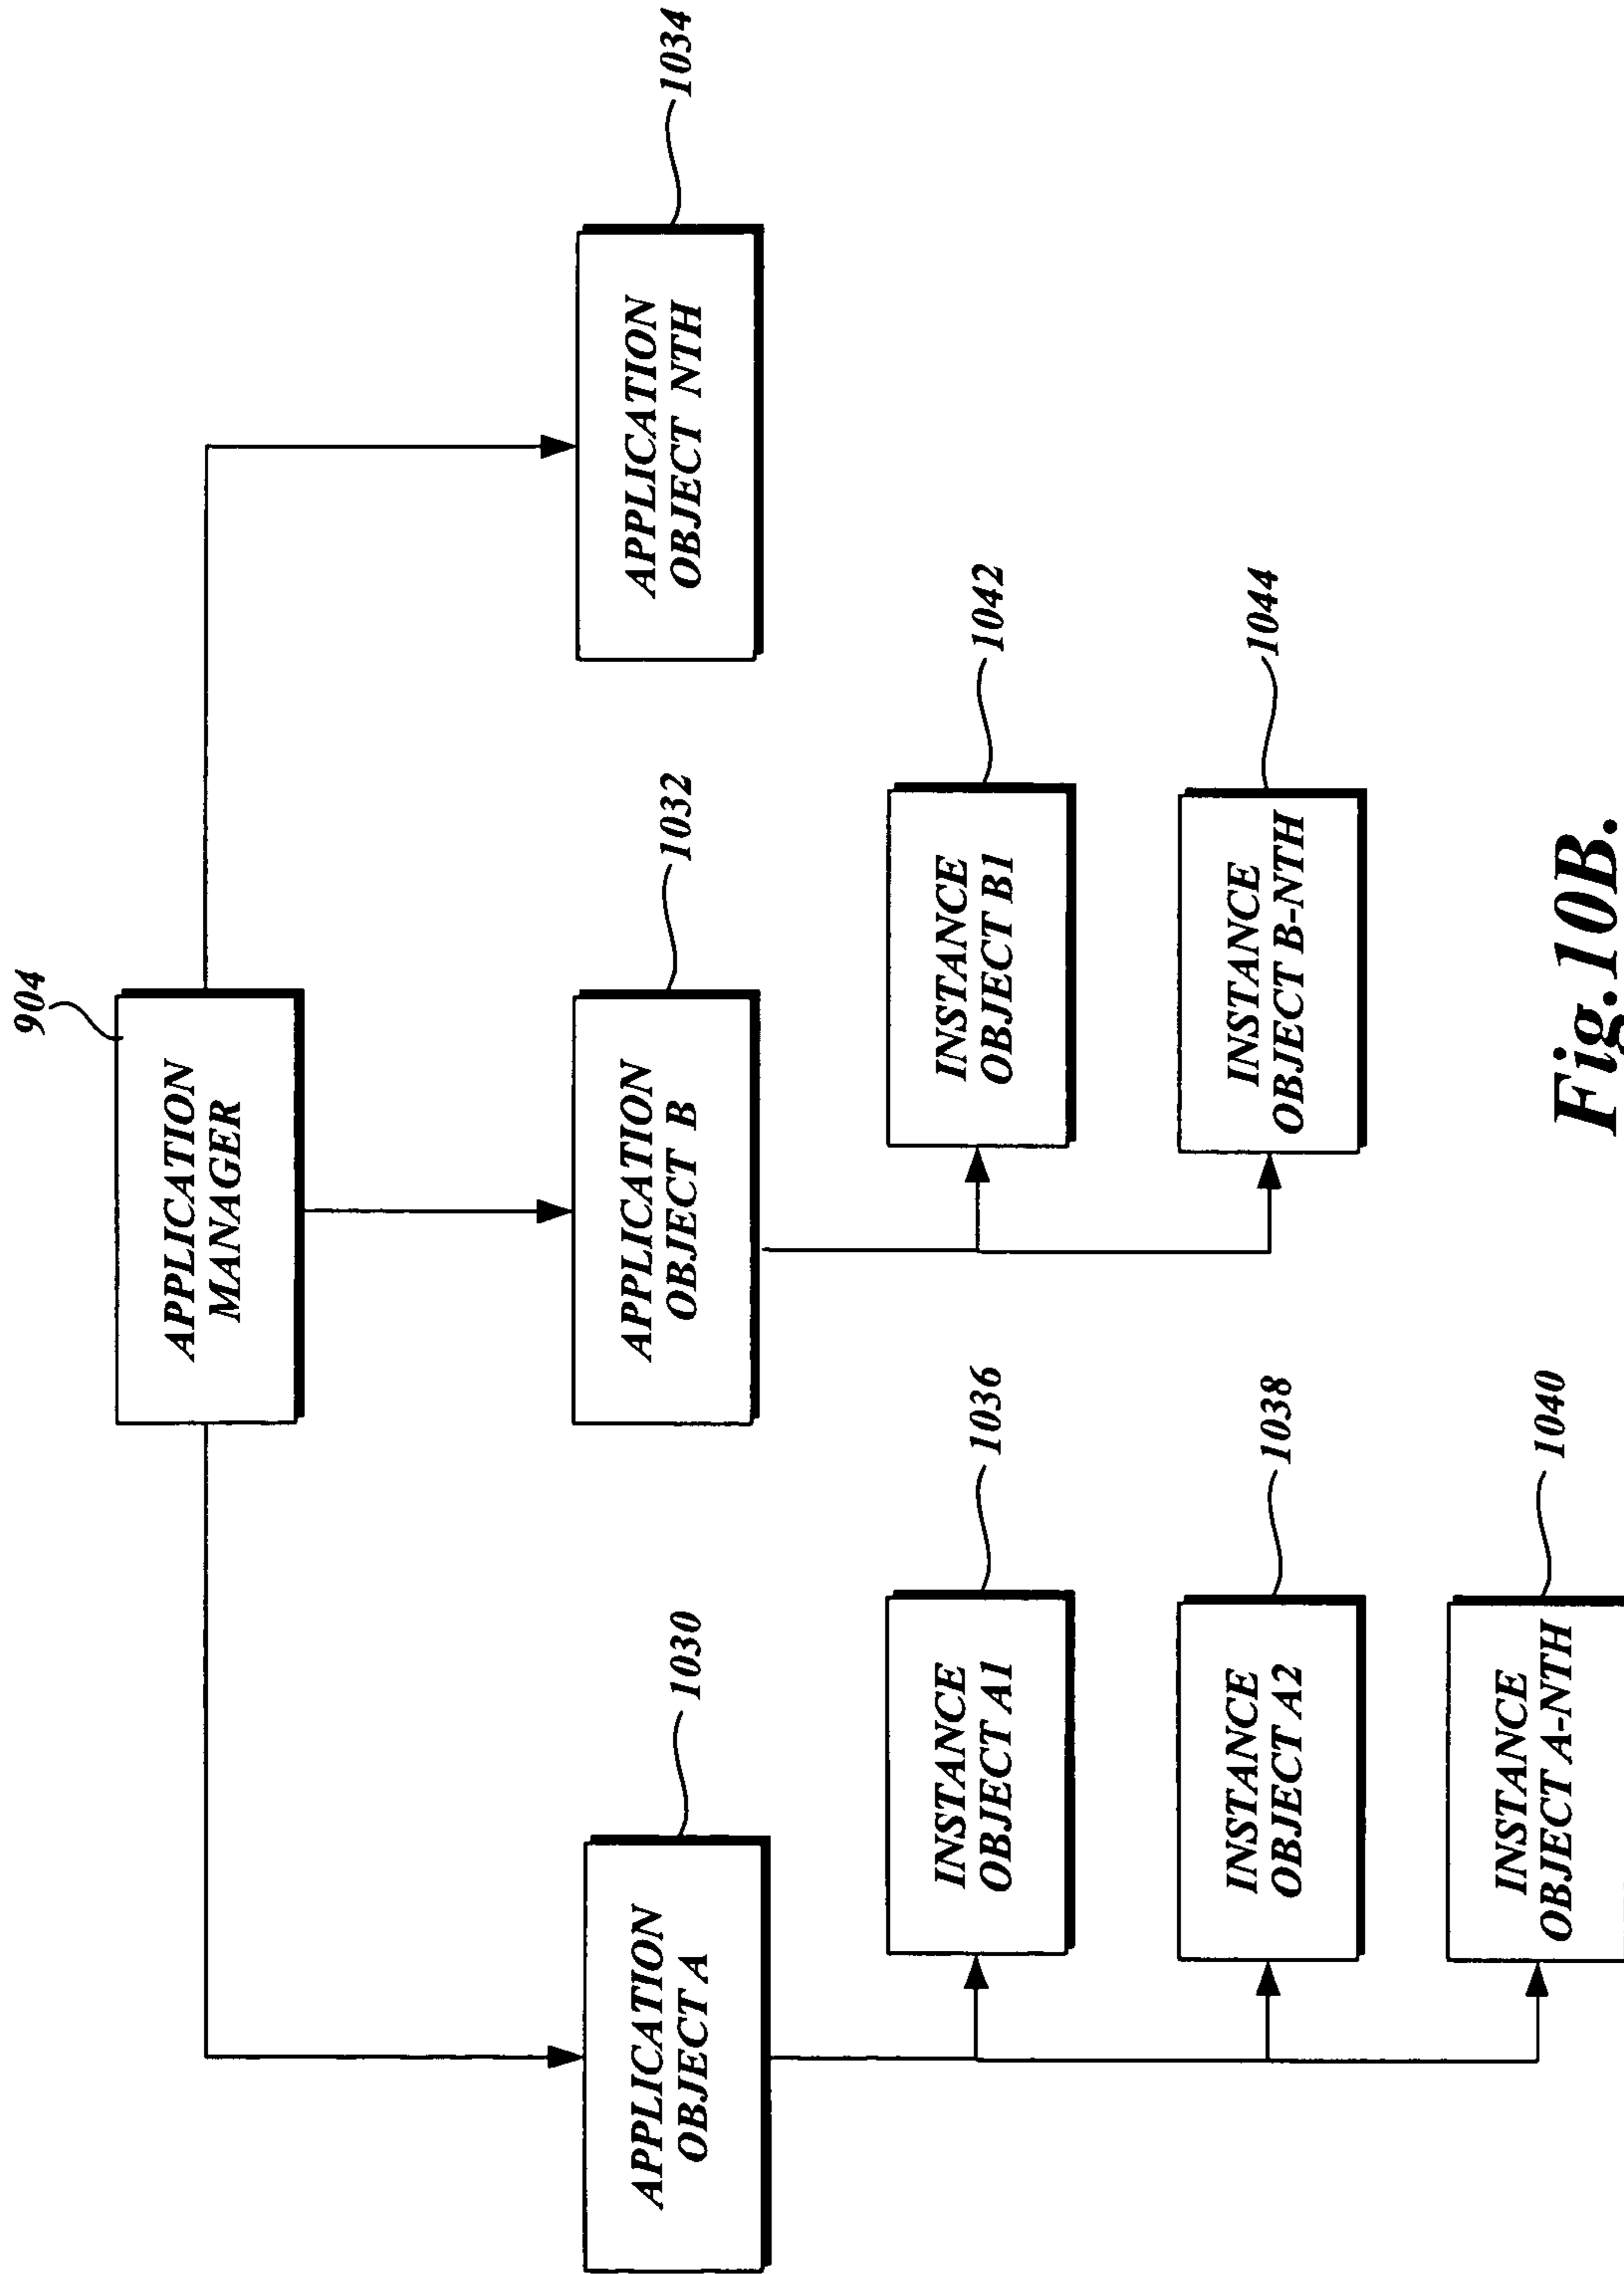 904
APPLICATION
MANAGER
1030
APPLICATION
OBJECT A
1032
APPLICATION
OBJECT B
1034
APPLICATION
OBJECT NTH
1036
INSTANCE
OBJECT A1
1042
INSTANCE
OBJECT B1
1038
INSTANCE
OBJECT A2
1044
INSTANCE
OBJECT B-NTH
1040
INSTANCE
OBJECT A-NTH
Fig.10B.